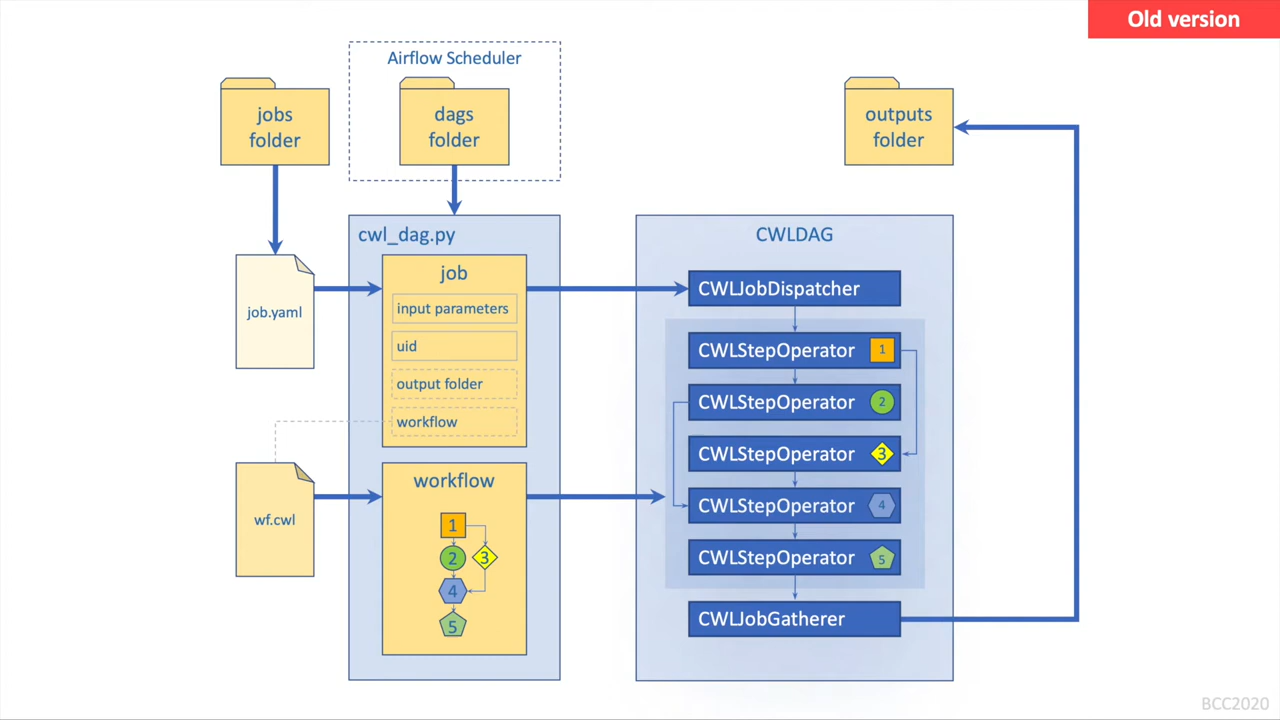 Old version
Airflow Scheduler
jobs
folder
dags
folder
outputs
folder
cwl_dag.py
CWLDAG
job
input parameters
uid
output folder
workflow
job.yaml
CWLJobDispatcher
CWLStepOperator 1
CWLStepOperator 2
CWLStepOperator 3
CWLStepOperator 4
CWLStepOperator 5
CWLJobGatherer
wf.cwl
workflow
1
2 3
4
5
BCC2020